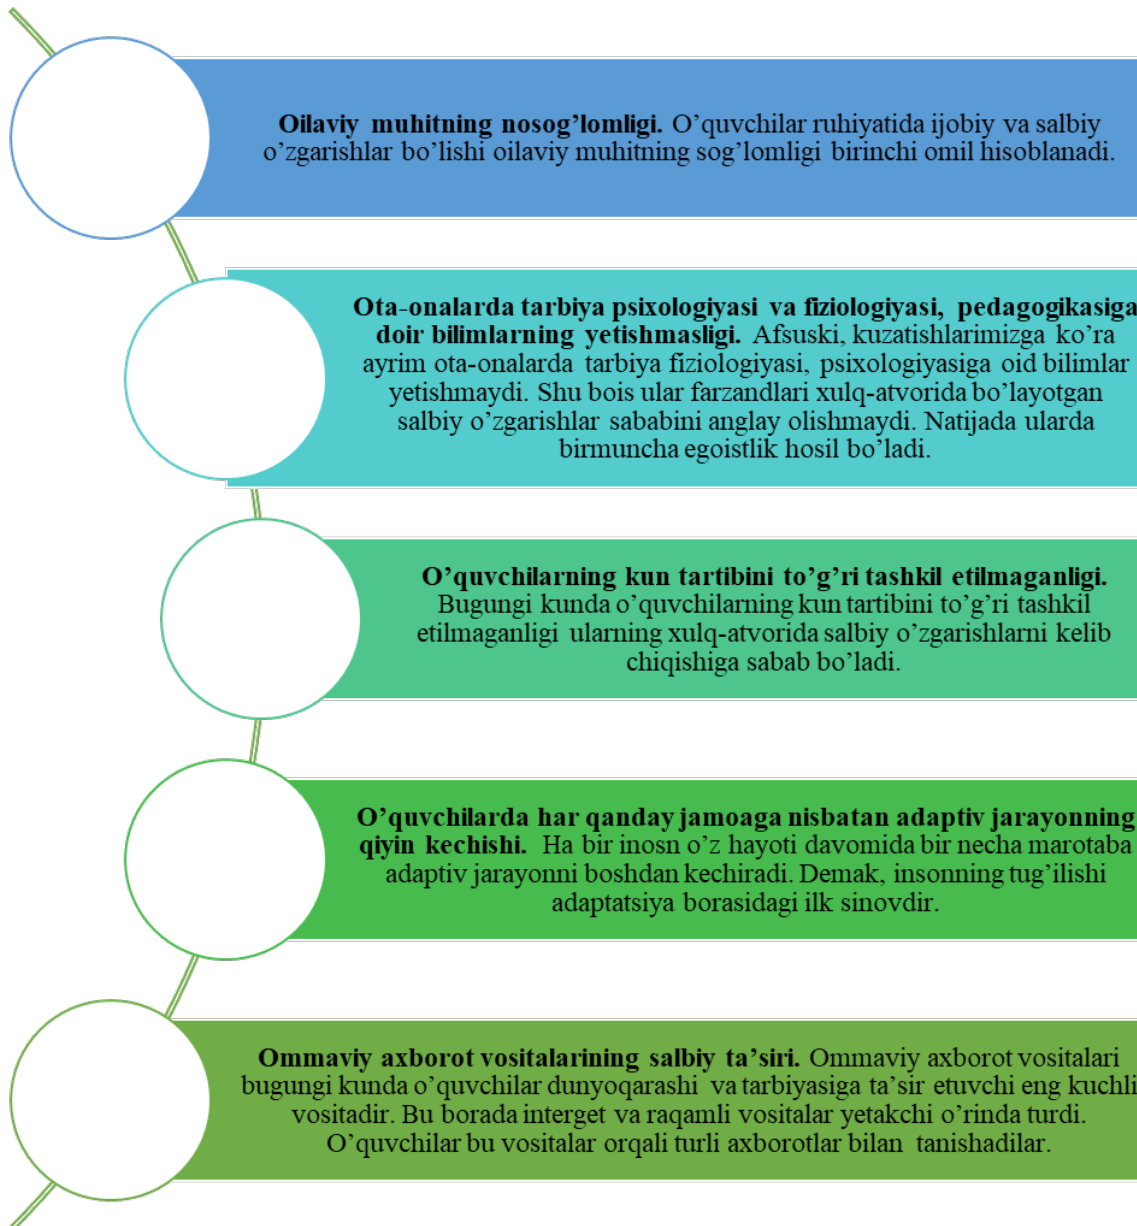 Oilaviy muhitning nosog’lomligi. O’quvchilar ruhiyatida ijobiy va salbiy
o’zgarishlar bo’lishi oilaviy muhitning sog’lomligi birinchi omil hisoblanadi.
Ota-onalarda tarbiya psixologiyasi va fiziologiyasi, pedagogikasiga
doir bilimlarning yetishmasligi. Afsuski, kuzatishlarimizga ko’ra
ayrim ota-onalarda tarbiya fiziologiyasi, psixologiyasiga oid bilimlar
yetishmaydi. Shu bois ular farzandlari xulq-atvorida bo’layotgan
salbiy o’zgarishlar sababini anglay olishmaydi. Natijada ularda
birmuncha egoistlik hosil bo’ladi.
O’quvchilarning kun tartibini to’g’ri tashkil etilmaganligi.
Bugungi kunda o’quvchilarning kun tartibini to’g’ri tashkil
etilmaganligi ularning xulq-atvorida salbiy o’zgarishlarni kelib
chiqishiga sabab bo’ladi.
O’quvchilarda har qanday jamoaga nisbatan adaptiv jarayonning
qiyin kechishi. Ha bir inosn o’z hayoti davomida bir necha marotaba
adaptiv jarayonni boshdan kechiradi. Demak, insonning tug’ilishi
adaptatsiya borasidagi ilk sinovdir.
Ommaviy axborot vositalarining salbiy ta’siri. Ommaviy axborot vositalari
bugungi kunda o’quvchilar dunyoqarashi va tarbiyasiga ta’sir etuvchi eng kuchli
vositadir. Bu borada interget va raqamli vositalar yetakchi o’rinda turdi.
O’quvchilar bu vositalar orqali turli axborotlar bilan tanishadilar.